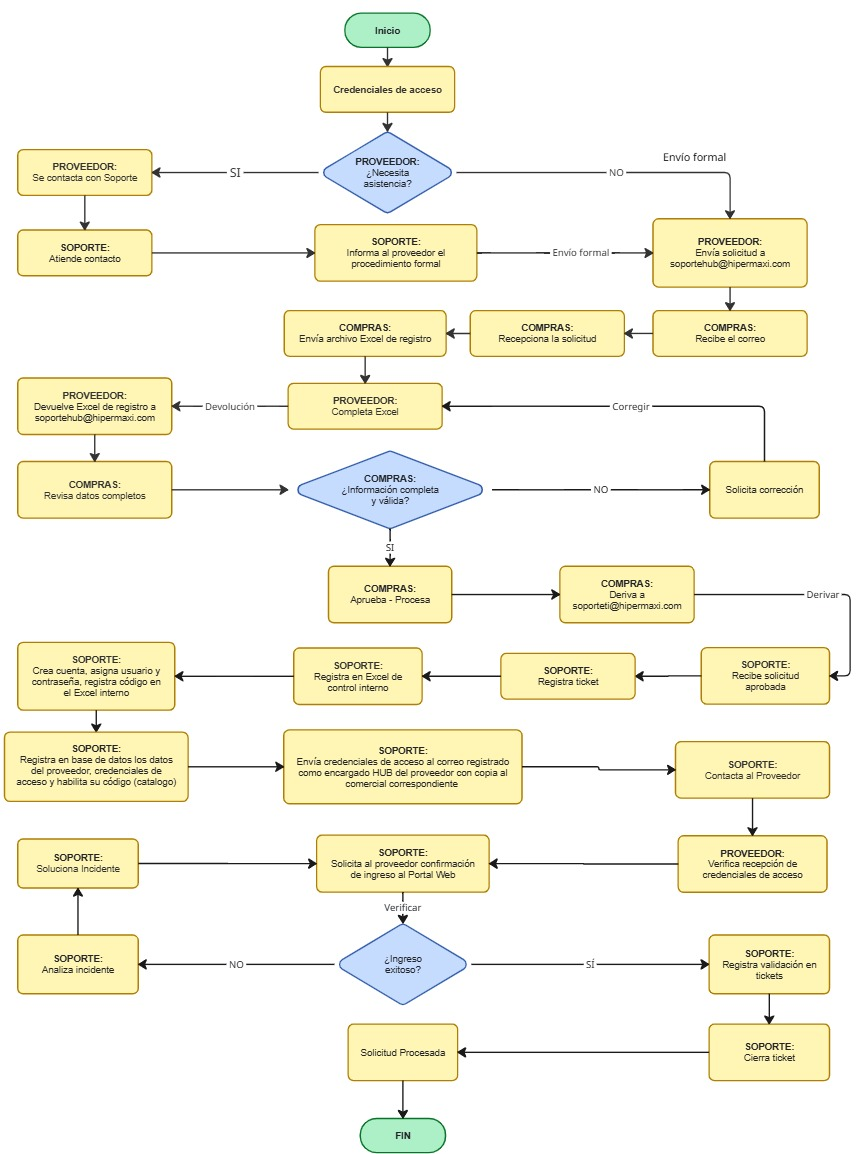 Inicio
Credenciales de acceso
PROVEEDOR:
¿Necesita
asistencia?
SI
NO
Envío formal
PROVEEDOR:
Se contacta con Soporte
SOPORTE:
Atiende contacto
SOPORTE:
Informa al proveedor el
procedimiento formal
Envío formal
PROVEEDOR:
Envía solicitud a
soportehub@hipermaxi.com
COMPRAS:
Recibe el correo
COMPRAS:
Recepciona la solicitud
COMPRAS:
Envía archivo Excel de registro
PROVEEDOR:
Completa Excel
Corregir
Devolución
PROVEEDOR:
Devuelve Excel de registro a
soportehub@hipermaxi.com
COMPRAS:
Revisa datos completos
COMPRAS:
¿Información completa
y válida?
NO
Solicita corrección
SI
COMPRAS:
Aprueba - Procesa
COMPRAS:
Deriva a
soporteti@hipermaxi.com
Derivar
SOPORTE:
Recibe solicitud
aprobada
SOPORTE:
Registra ticket
SOPORTE:
Registra en Excel de
control interno
SOPORTE:
Crea cuenta, asigna usuario y
contraseña, registra código en
el Excel interno
SOPORTE:
Registra en base de datos los datos
del proveedor, credenciales de
acceso y habilita su código (catalogo)
SOPORTE:
Envía credenciales de acceso al correo registrado
como encargado HUB del proveedor con copia al
comercial correspondiente
SOPORTE:
Contacta al Proveedor
PROVEEDOR:
Verifica recepción de
credenciales de acceso
SOPORTE:
Solicita al proveedor confirmación
de ingreso al Portal Web
SOPORTE:
Soluciona Incidente
Verificar
¿Ingreso
exitoso?
NO
SOPORTE:
Analiza incidente
SÍ
SOPORTE:
Registra validación en
tickets
SOPORTE:
Cierra ticket
Solicitud Procesada
FIN